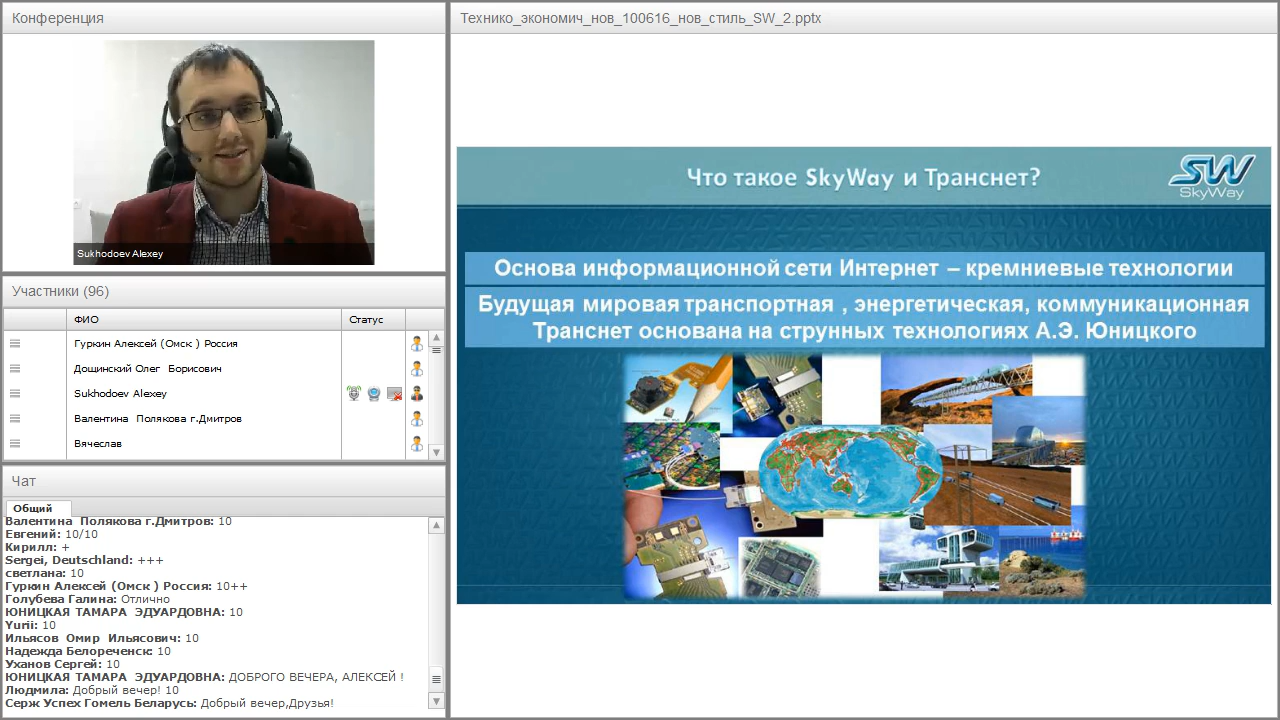 Конференция
Sukhodoev Alexey
Участники (96)
ФИО
Статус
Гуркин Алексей (Омск ) Россия
Дощинский Олег Борисович
Sukhodoev Alexey
Валентина Полякова г.Дмитров
Вячеслав
Чат
Общий
Валентина Полякова г.Дмитров: 10
Евгений: 10/10
Кирилл: +
Sergei, Deutschland: +++
светлана: 10
Гуркин Алексей (Омск ) Россия: 10++
Голубева Галина: Отлично
ЮНИЦКАЯ ТАМАРА ЭДУАРДОВНА: 10
Yurii: 10
Ильясов Омир Ильясович: 10
Надежда Белореченск: 10
Уханов Сергей: 10
ЮНИЦКАЯ ТАМАРА ЭДУАРДОВНА: ДОБРОГО ВЕЧЕРА, АЛЕКСЕЙ !
Людмила: Добрый вечер! 10
Серж Успех Гомель Беларусь: Добрый вечер,Друзья!
Технико_экономич_нов_100616_нов_стиль_SW_2.pptx
Что такое SkyWay и Транснет?
SW
SkyWay
Основа информационной сети Интернет – кремниевые технологии
Будущая мировая транспортная , энергетическая, коммуникационная
Транснет основана на струнных технологиях А.Э. Юницкого